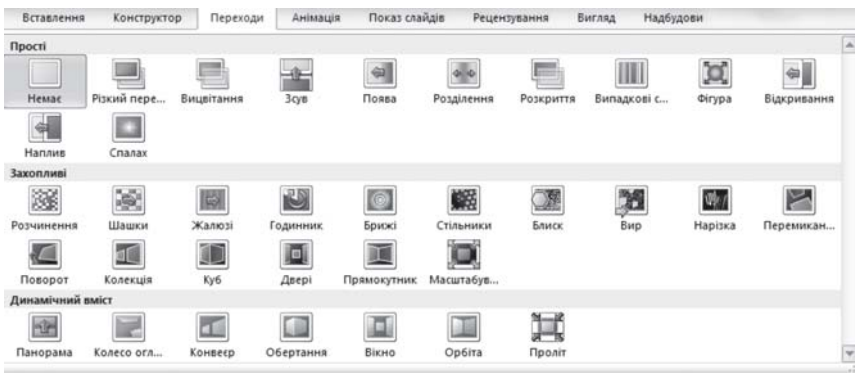 Вставлення Конструктор Переходи Анімація Показ слайдів Рецензування Вигляд Надбудови
Прості
Немає Різкий пере... Вицвітання Зсув Поява Розділення Розкриття Випадкові с... Фігура Відкривання
Наплив Спалах
Захопливі
Розчинення Шашки Жалюзі Годинник Брижі Стільники Блиск Вир Нарізка Перемикан...
Поворот Колекція Куб Двері Прямокутник Масштабув...
Динамічний вміст
Панорама Колесо огл... Конвеєр Обертання Вікно Орбіта Проліт